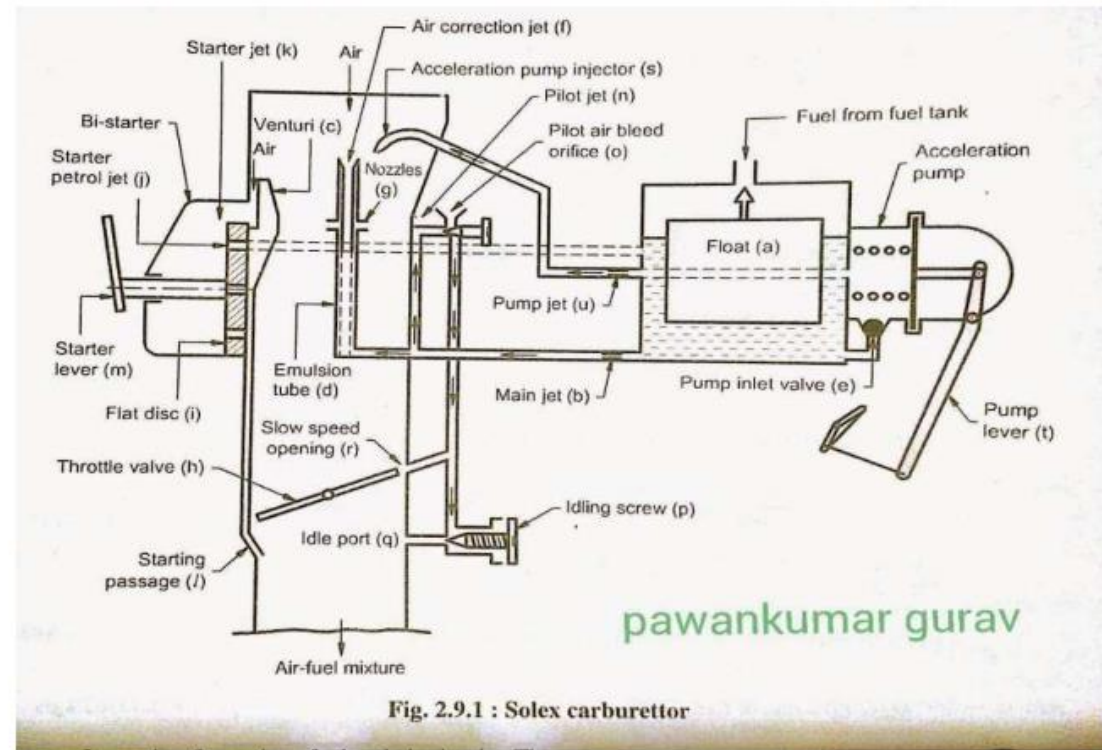 Air correction jet (f)
Starter jet (k)
Air
Acceleration pump injector (s)
Pilot jet (n)
Bi-starter
Venturi (c)
Air
Pilot air bleed
orifice (o)
Fuel from fuel tank
Starter
petrol jet (j)
Nozzles
(g)
Acceleration
pump
Float (a)
Pump jet (u)
Starter
lever (m)
Emulsion
tube (d)
Main jet (b)
Pump inlet valve (e)
Flat disc (i)
Slow speed
opening (r)
Pump
lever (t)
Throttle valve (h)
Idle port (q)
Idling screw (p)
Starting
passage (l)
pawankumar gurav
Air-fuel mixture
Fig. 2.9.1 : Solex carburettor